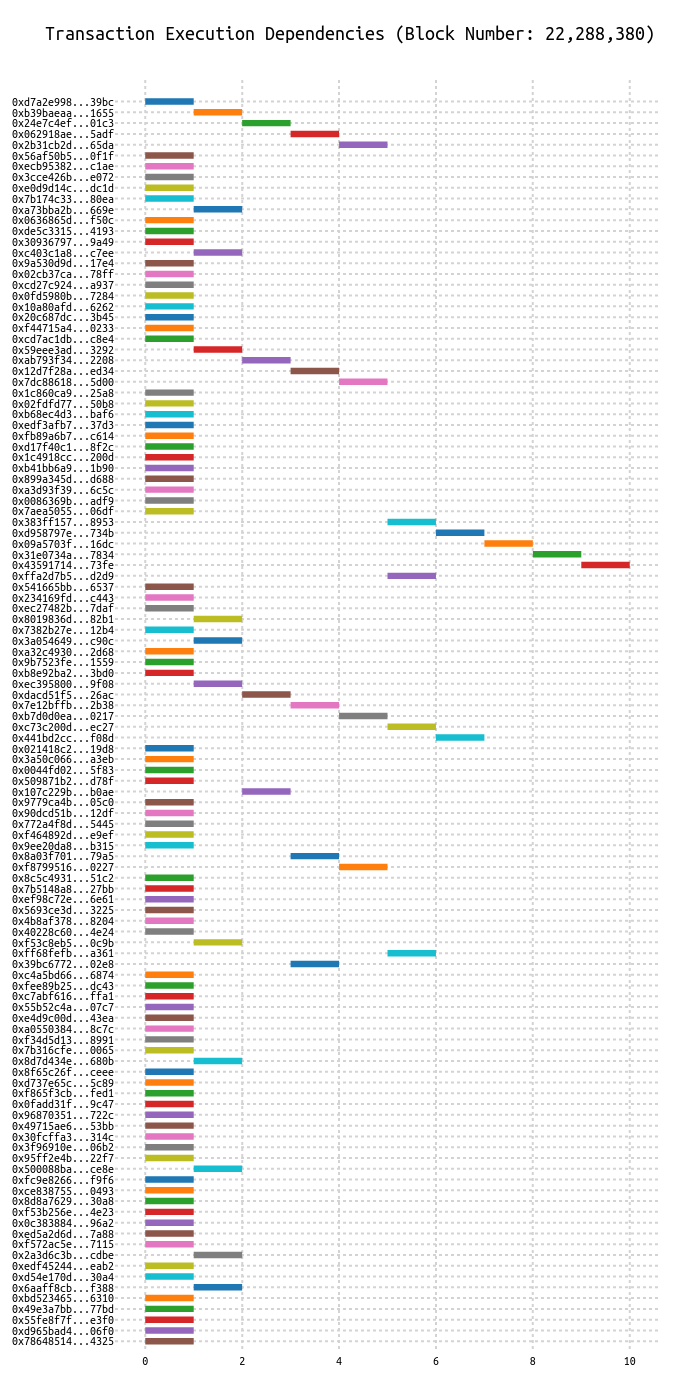 Transaction Execution Dependencies (Block Number: 22,288,380)
0xd7a2e998...39bc
0xb39baeaa...1655
0x24e7c4ef...01c3
0x062918ae...5adf
0x2b31cb2d...65da
0x56af50b5...0f1f
0xecb95382...c1ae
0x3cce426b...e072
0xe0d9d14c...dc1d
0x7b174c33...80ea
0xa73bba2b...669e
0x0636865d...f50c
0xde5c3315...4193
0x30936797...9a49
0xc403c1a8...c7ee
0x9a530d9d...17e4
0x02cb37ca...78ff
0xcd27c924...a937
0x0fd5980b...7284
0x10a80afd...6262
0x20c687dc...3b45
0xf44715a4...0233
0xcd7ac1db...c8e4
0x59eee3ad...3292
0xab793f34...2208
0x12d7f28a...ed34
0x7dc88618...5d00
0x1c860ca9...25a8
0x02fdfd77...50b8
0xb68ec4d3...baf6
0xedf3afb7...37d3
0xfb89a6b7...c614
0xd17f40c1...8f2c
0x1c4918cc...200d
0xb41bb6a9...1b90
0x899a345d...d688
0xa3d93f39...6c5c
0x0086369b...adf9
0x7aea5055...06df
0x383ff157...8953
0xd958797e...734b
0x09a5703f...16dc
0x31e0734a...7834
0x43591714...73fe
0xffa2d7b5...d2d9
0x541665bb...6537
0x234169fd...c443
0xec27482b...7daf
0x8019836d...82b1
0x7382b27e...12b4
0x3a054649...c90c
0xa32c4930...2d68
0x9b7523fe...1559
0xb8e92ba2...3bd0
0xec395800...9f08
0xdacd51f5...26ac
0x7e12bffb...2b38
0xb7d0d0ea...0217
0xc73c200d...ec27
0x441bd2cc...f08d
0x021418c2...19d8
0x3a50c066...a3eb
0x0044fd02...5f83
0x509871b2...d78f
0x107c229b...b0ae
0x9779ca4b...05c0
0x90dcd51b...12df
0x772a4f8d...5445
0xf464892d...e9ef
0x9ee20da8...b315
0x8a03f701...79a5
0xf8799516...0227
0x8c5c4931...51c2
0x7b5148a8...27bb
0xef98c72e...6e61
0x5693ce3d...3225
0x4b8af378...8204
0x40228c60...4e24
0xf53c8eb5...0c9b
0xff68fefb...a361
0x39bc6772...02e8
0xc4a5bd66...6874
0xfee89b25...dc43
0xc7abf616...ffa1
0x55b52c4a...07c7
0xe4d9c00d...43ea
0xa0550384...8c7c
0xf34d5d13...8991
0x7b316cfe...0065
0x8d7d434e...680b
0x8f65c26f...ceee
0xd737e65c...5c89
0xf865f3cb...fed1
0x0fadd31f...9c47
0x96870351...722c
0x49715ae6...53bb
0x30fcffa3...314c
0x3f96910e...06b2
0x95ff2e4b...22f7
0x500088ba...ce8e
0xfc9e8266...f9f6
0xce838755...0493
0x8d8a7629...30a8
0xf53b256e...4e23
0x0c383884...96a2
0xed5a2d6d...7a88
0xf572ac5e...7115
0x2a3d6c3b...cdbe
0xedf45244...eab2
0xd54e170d...30a4
0x6aaff8cb...f388
0xbd523465...6310
0x49e3a7bb...77bd
0x55fe8f7f...e3f0
0xd965bad4...06f0
0x78648514...4325
0 2 4 6 8 10